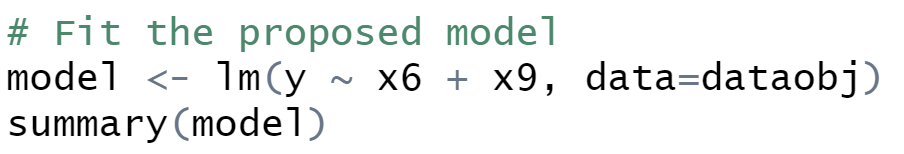 # Fit the proposed model
model <- lm(y ~ x6 + x9, data=dataobj)
summary(model)